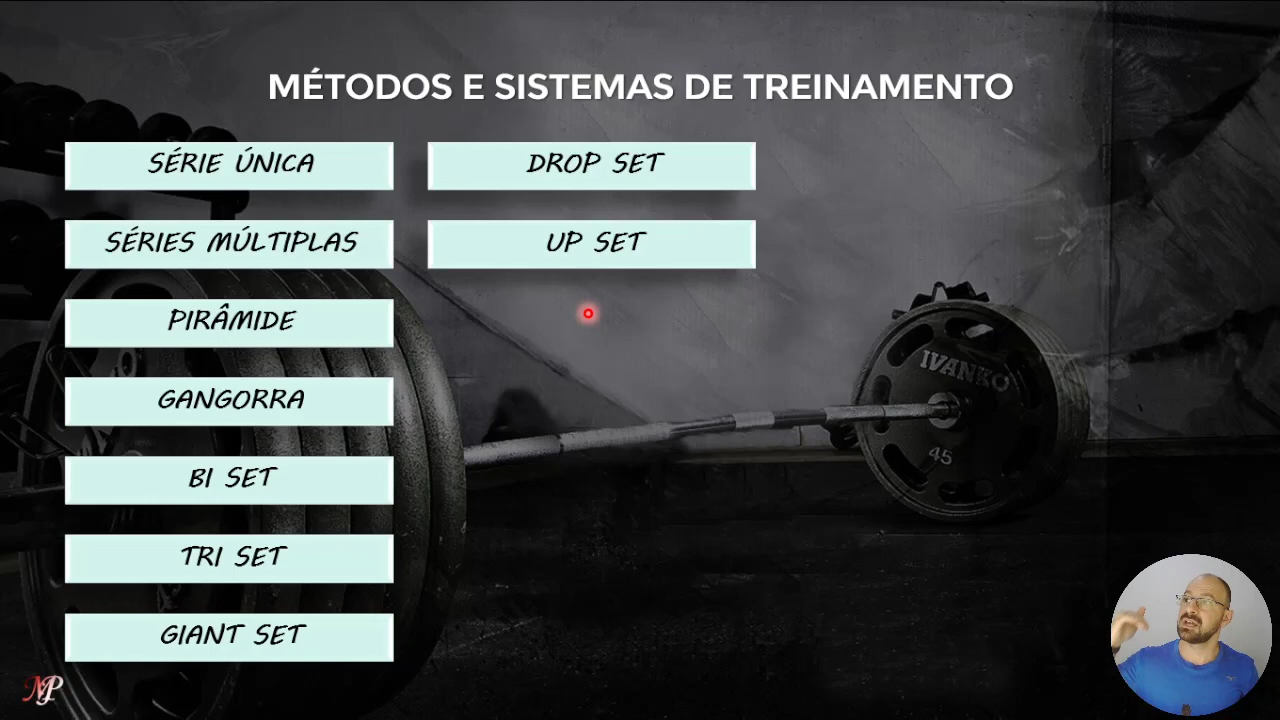 MÉTODOS E SISTEMAS DE TREINAMENTO
SÉRIE ÚNICA
SÉRIES MÚLTIPLAS
PIRÂMIDE
GANGORRA
BI SET
TRI SET
GIANT SET
DROP SET
UP SET
IVANKO
45
MP